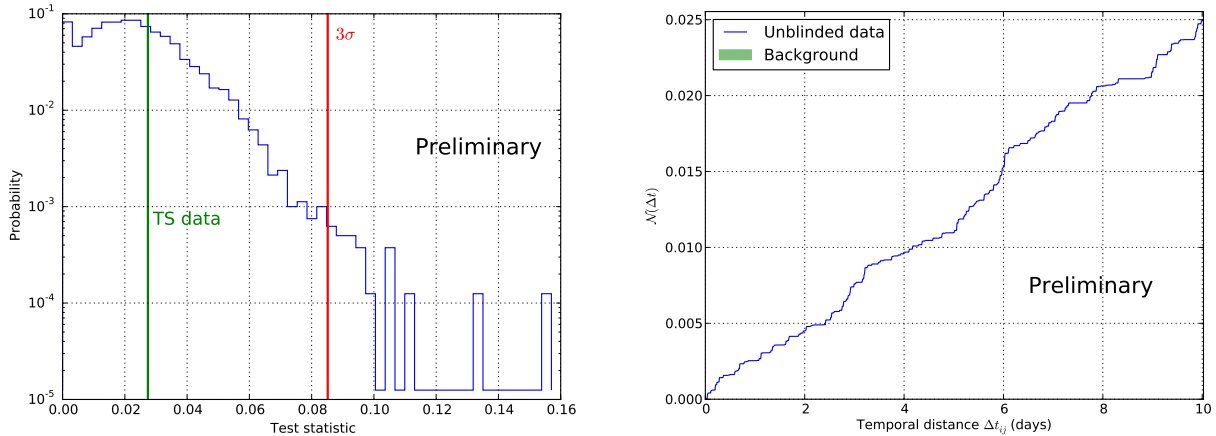 10⁻¹
10⁻²
10⁻³
10⁻⁴
10⁻⁵
Probability
3σ
Preliminary
TS data
0.00 0.02 0.04 0.06 0.08 0.10 0.12 0.14 0.16
Test statistic
0.025
0.020
0.015
0.010
0.005
0.000
𝒩(Δt)
Unblinded data
Background
Preliminary
0 2 4 6 8 10
Temporal distance Δtᵢⱼ (days)